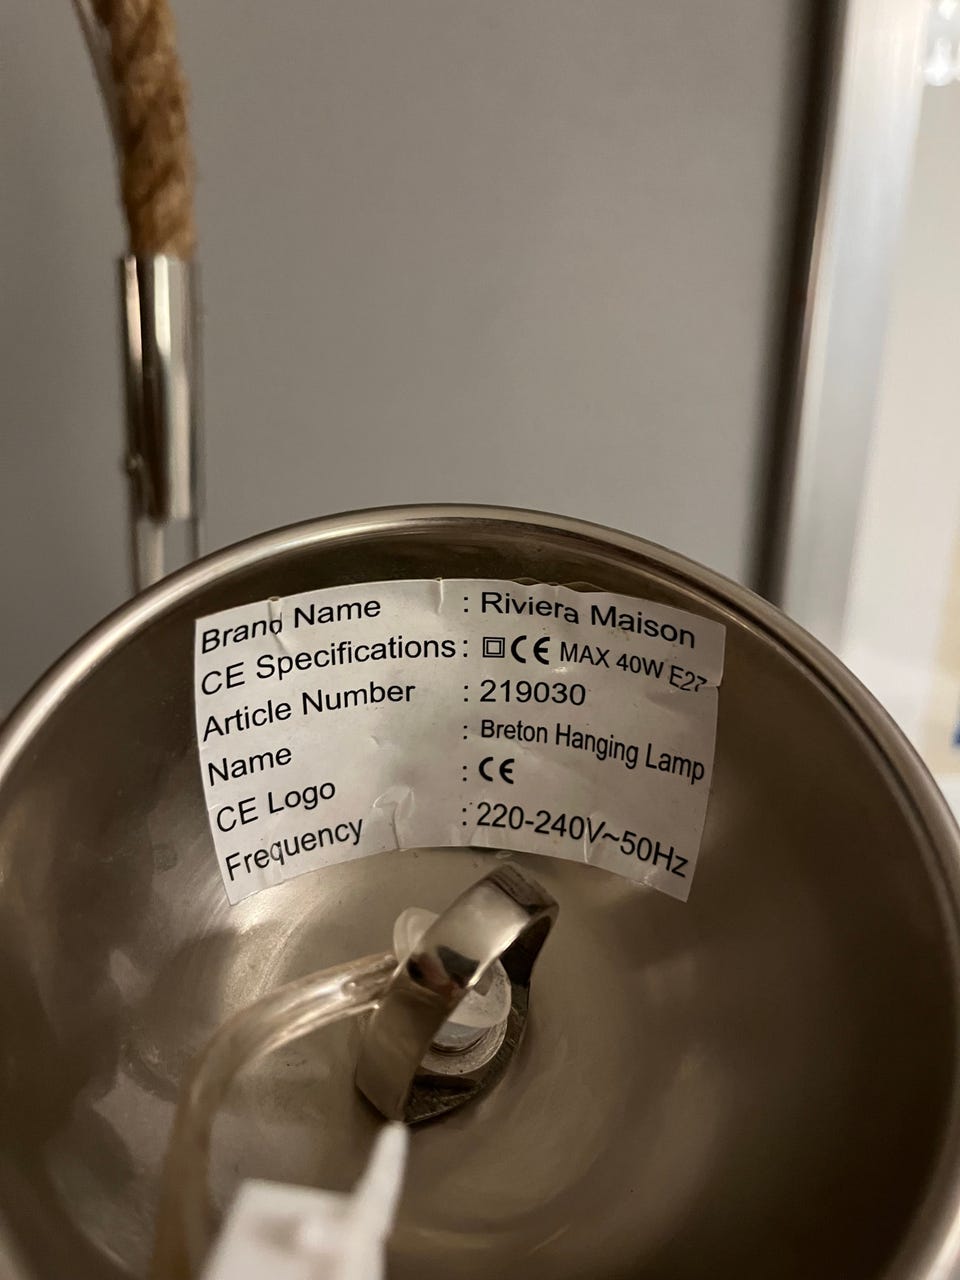 Brand Name : Riviera Maison
CE Specifications : CE MAX 40W E27
Article Number : 219030
Name : Breton Hanging Lamp
CE Logo : CE
Frequency : 220-240V~50Hz